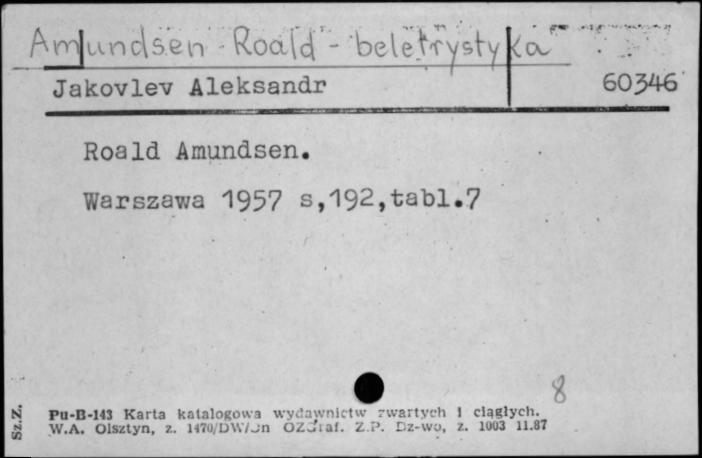 Amundsen Roald - beletrystyka
Jakovlev Aleksandr 60346
Roald Amundsen.
Warszawa 1957 s,192,tabl.7
8
Sz.Z.
Pu-B-143 Karta katalogowa wydawnictw zwartych i ciągłych.
W.A. Olsztyn, z. 1470/DW/Jn OZGraf. Z.P. Dz-wo, z. 1003 11.87